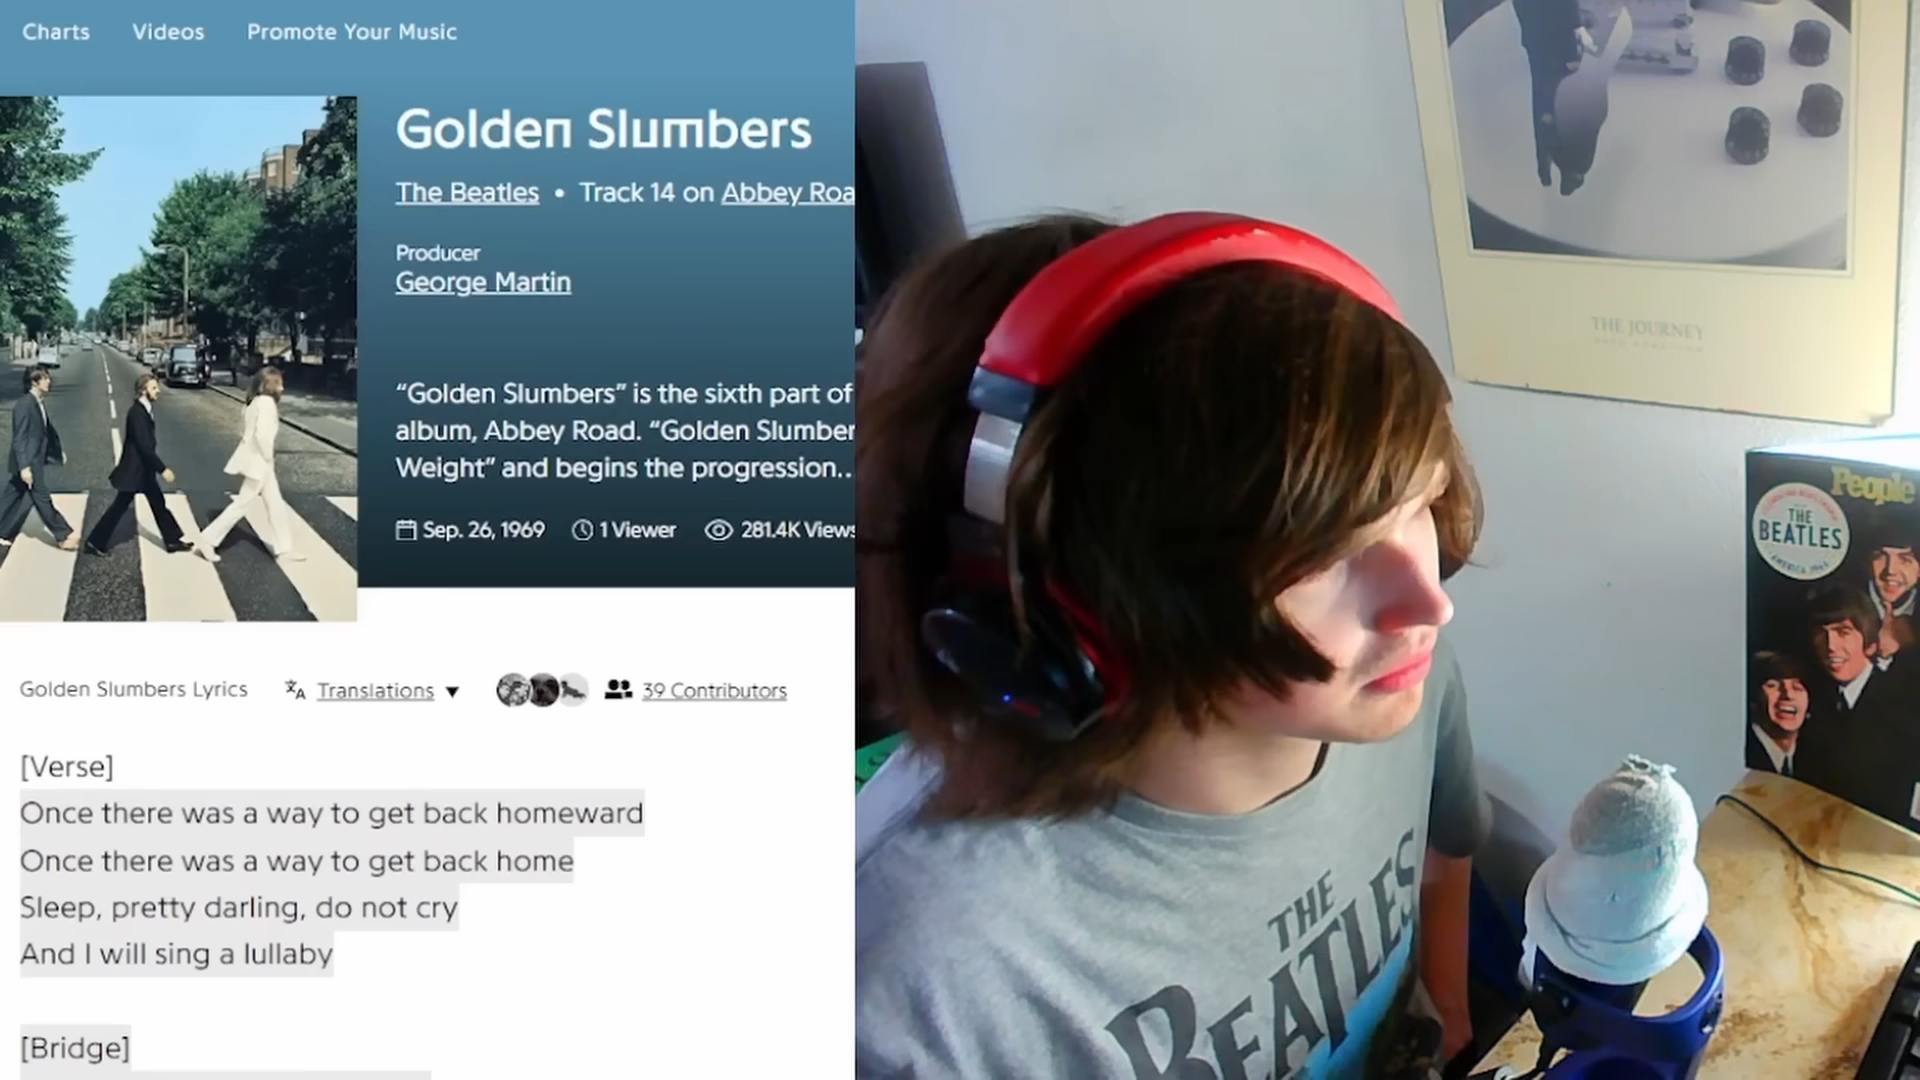 Charts Videos Promote Your Music
Golden Slumbers
The Beatles • Track 14 on Abbey Roa
Producer
George Martin
“Golden Slumbers” is the sixth part of
album, Abbey Road. “Golden Slumber
Weight” and begins the progression...
Sep. 26, 1969 1 Viewer 281.4K Views
Golden Slumbers Lyrics Translations 39 Contributors
[Verse]
Once there was a way to get back homeward
Once there was a way to get back home
Sleep, pretty darling, do not cry
And I will sing a lullaby
[Bridge]
THE JOURNEY
People
THE
BEATLES
THE
BEATLES